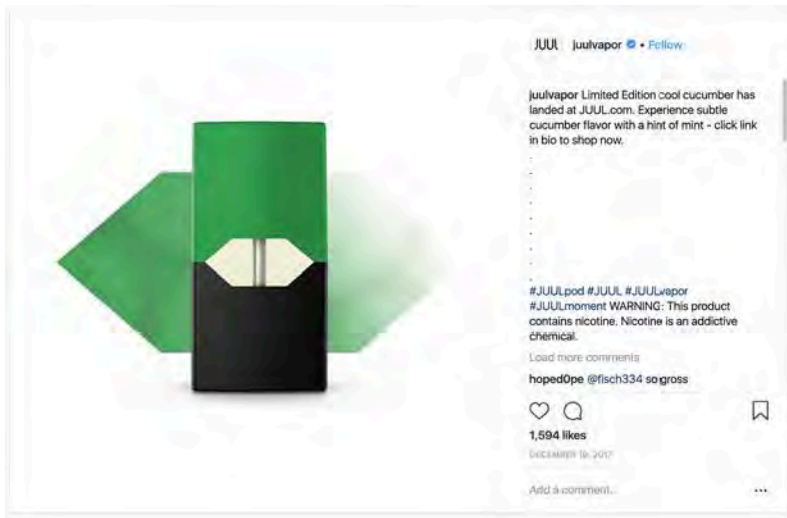 JUUL juulvapor • Follow
juulvapor Limited Edition cool cucumber has
landed at JUUL.com. Experience subtle
cucumber flavor with a hint of mint - click link
in bio to shop now.
.
.
.
.
.
.
.
.
.
#JUULpod #JUUL #JUULvapor
#JUULmoment WARNING: This product
contains nicotine. Nicotine is an addictive
chemical.
Load more comments
hoped0pe @fisch334 so gross
1,594 likes
DECEMBER 19, 2017
Add a comment...